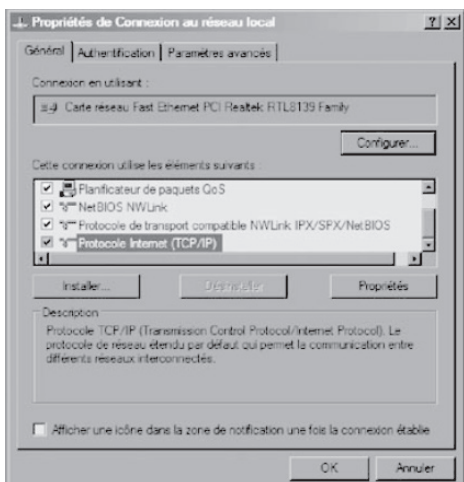 Propriétés de Connexion au réseau local
Général
Authentification
Paramètres avancés
Connexion en utilisant :
Carte réseau Fast Ethernet PCI Realtek RTL8139 Family
Configurer...
Cette connexion utilise les éléments suivants :
Planificateur de paquets QoS
NetBIOS NWLink
Protocole de transport compatible NWLink IPX/SPX/NetBIOS
Protocole Internet (TCP/IP)
Installer...
Désinstaller
Propriétés
Description
Protocole TCP/IP (Transmission Control Protocol/Internet Protocol). Le
protocole de réseau étendu par défaut qui permet la communication entre
différents réseaux interconnectés.
Afficher une icône dans la zone de notification une fois la connexion établie
OK
Annuler